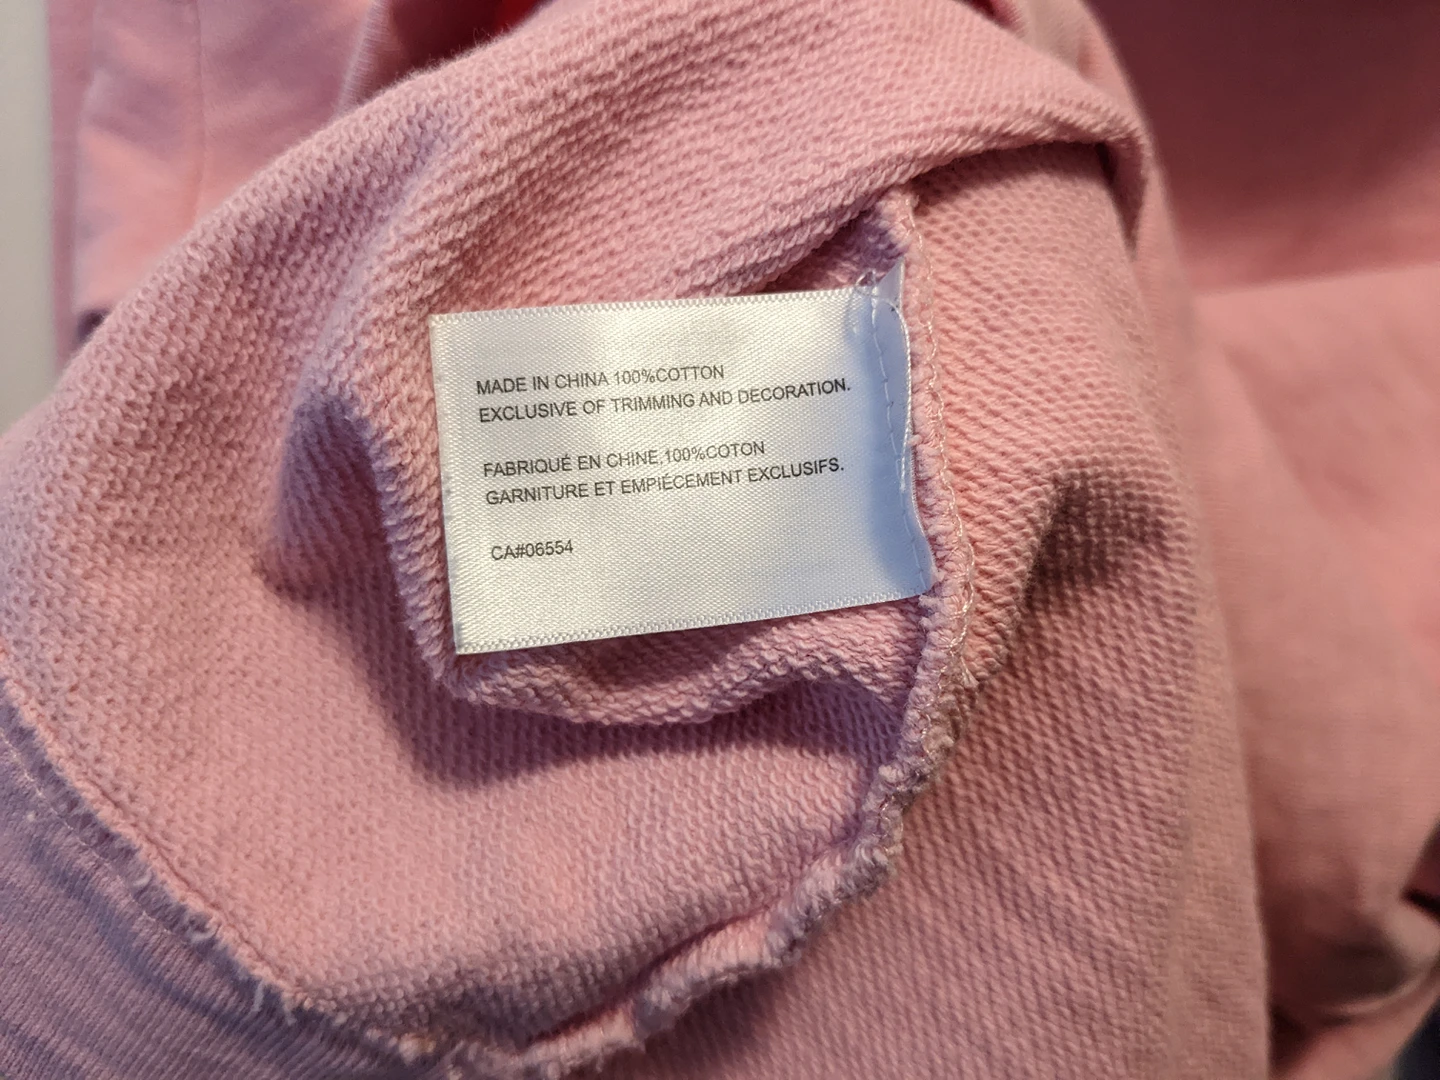 MADE IN CHINA 100%COTTON
EXCLUSIVE OF TRIMMING AND DECORATION.
FABRIQUÉ EN CHINE,100%COTON
GARNITURE ET EMPIÉCEMENT EXCLUSIFS.
CA#06554